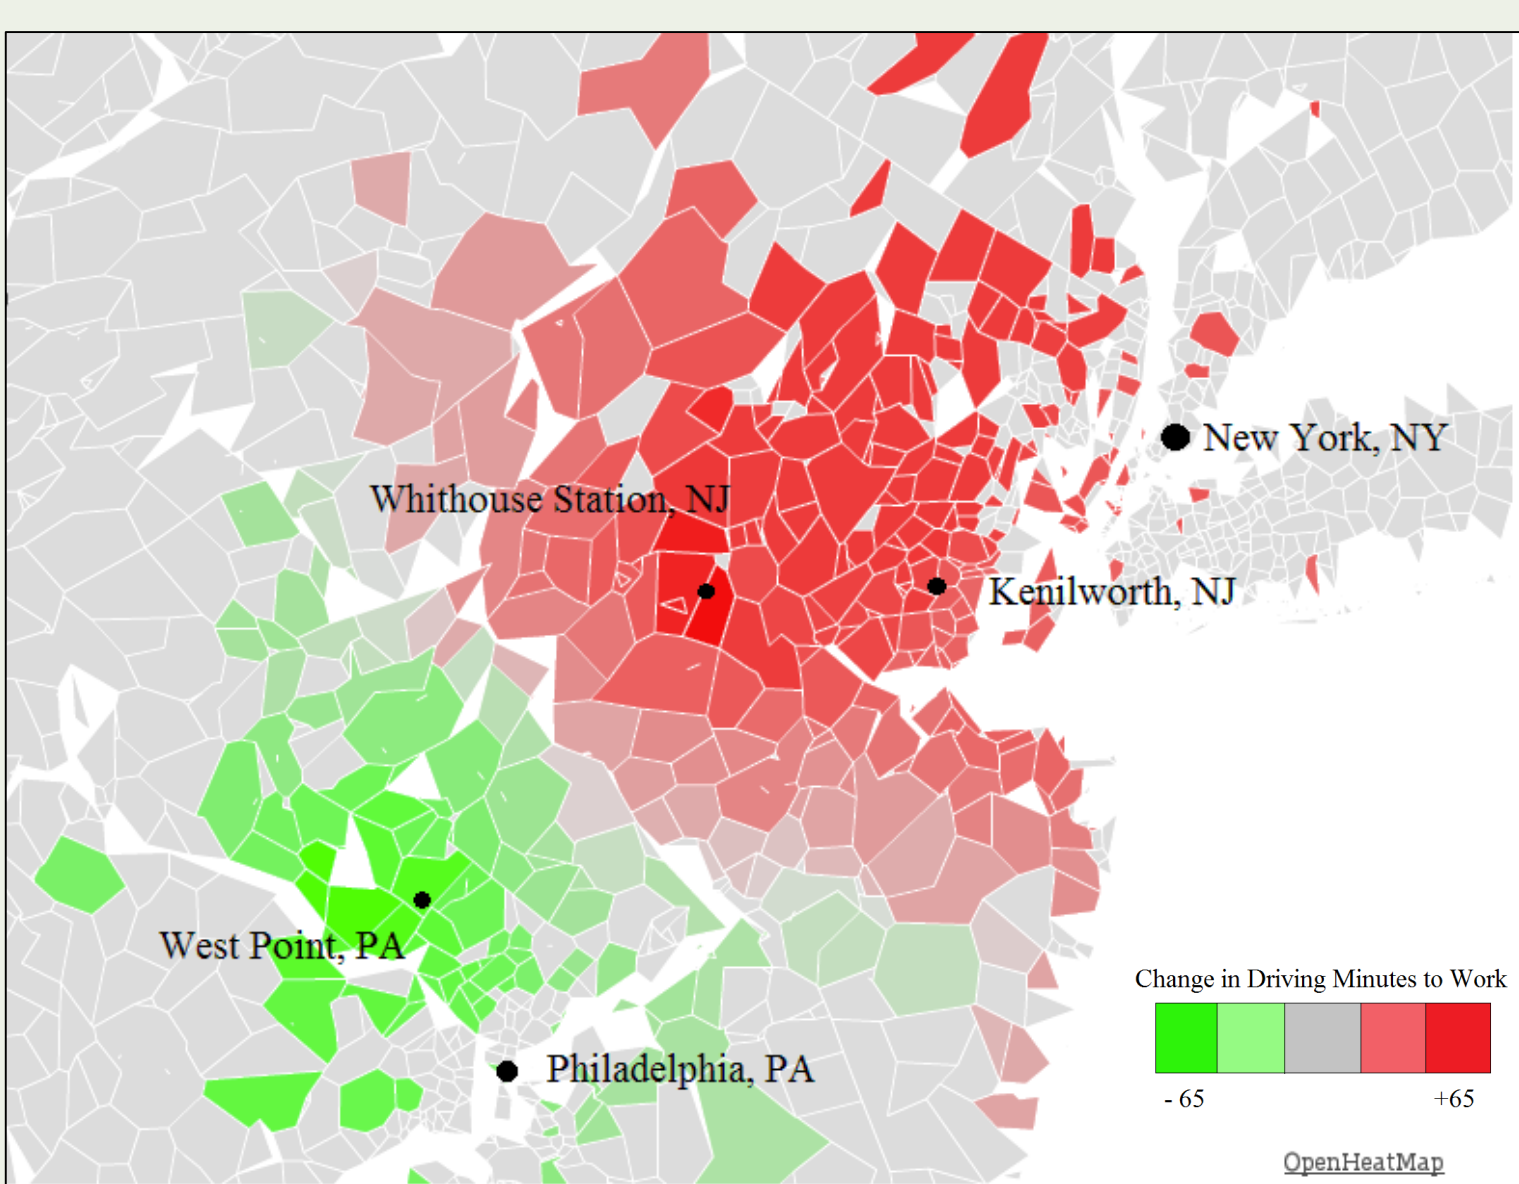 New York, NY
Whithouse Station, NJ
Kenilworth, NJ
West Point, PA
Philadelphia, PA
Change in Driving Minutes to Work
- 65
+65
OpenHeatMap